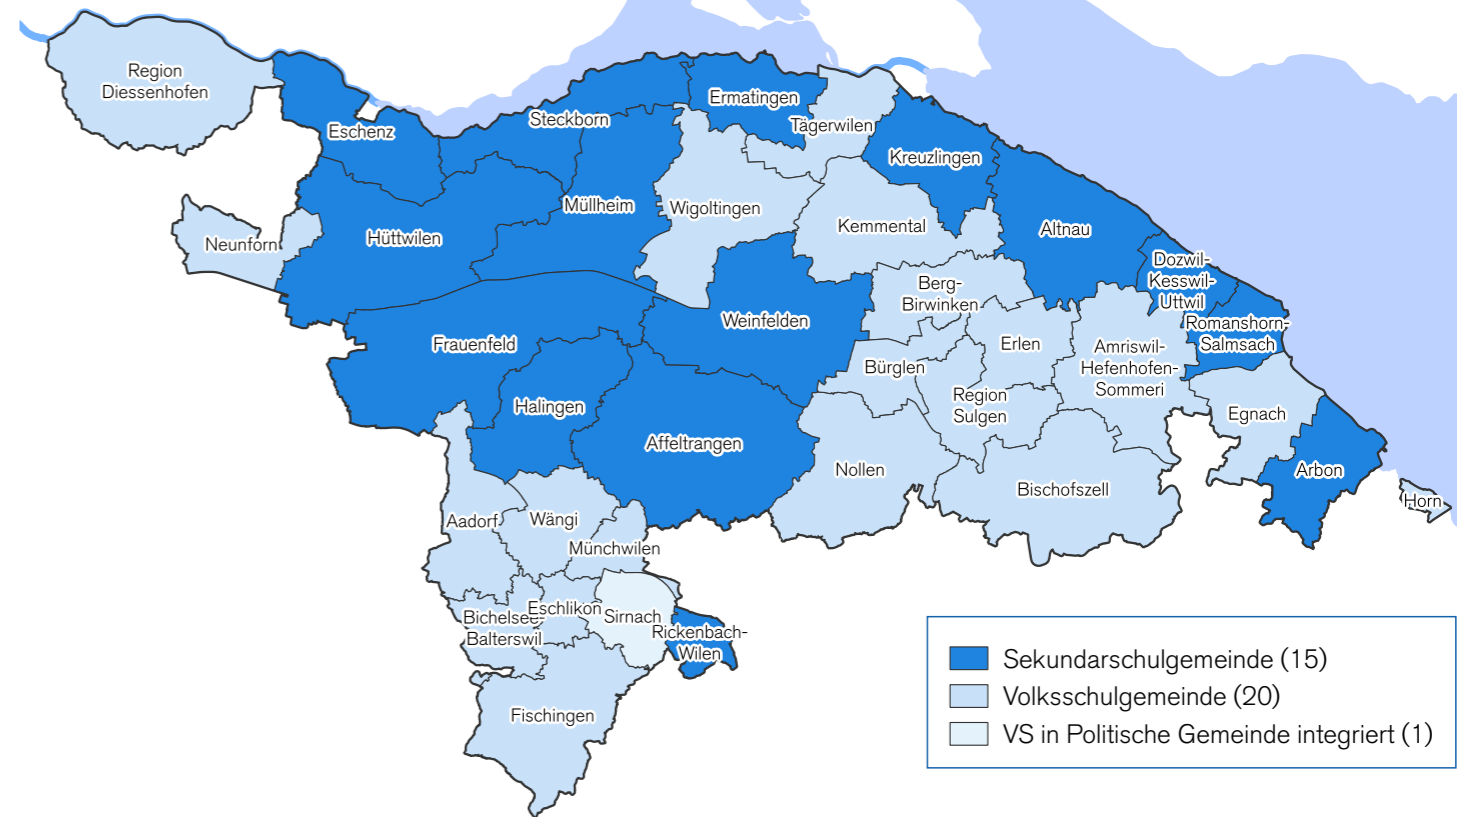 Region
Diessenhofen
Eschenz
Steckborn
Ermatingen
Tägerwilen
Kreuzlingen
Neunforn
Hüttwilen
Müllheim
Wigoltingen
Kemmental
Altnau
Dozwil-
Kesswil-
Uttwil
Berg-
Birwinken
Romanshorn-
Salmsach
Frauenfeld
Weinfelden
Erlen
Amriswil-
Hefenhofen-
Sommeri
Bürglen
Region
Sulgen
Halingen
Affeltrangen
Egnach
Nollen
Bischofszell
Arbon
Horn
Aadorf
Wängi
Münchwilen
Bichelsee-
Balterswil
Eschlikon
Sirnach
Rickenbach-
Wilen
Fischingen
Sekundarschulgemeinde (15)
Volksschulgemeinde (20)
VS in Politische Gemeinde integriert (1)